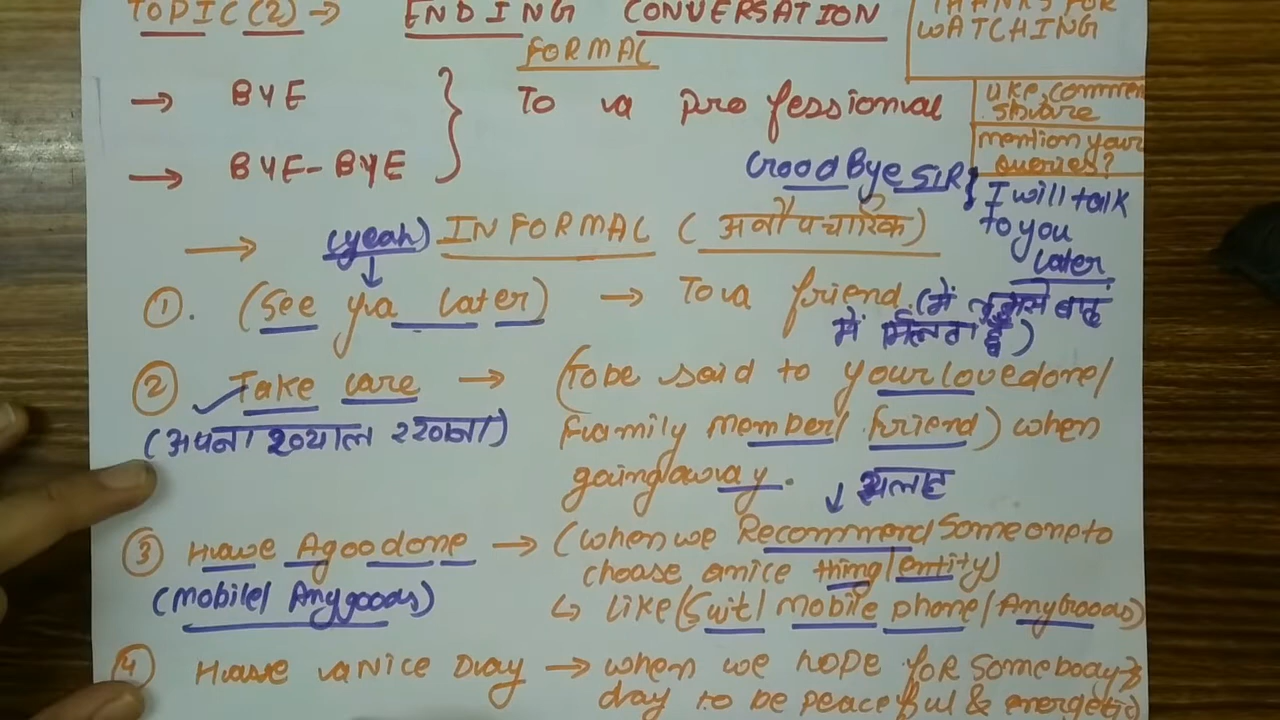 TOPIC(2) → ENDING CONVERSATION
THANKS FOR
WATCHING
FORMAL
→ BYE
→ BYE-BYE
To a professional
Like, commen
share
mention your
queries?
Good Bye SIR
I will talk
to you
Later
→ INFORMAL (अनौपचारिक)
(yeah)
①. (See ya Later) → To a friend (में तुमसे बाद
में मिलता हूँ)
② Take care → (To be said to your loved one/
(अपना ख्याल रखना)
Family Member/ friend) when
going away.
सलाह
③ Have A good one → (when we Recommend Someone to
choose a nice thing/entity)
(Mobile/ Any goods)
↳ Like (Suit/ Mobile phone/ Any Goods)
④ Have a Nice Day → when we hope for Somebody's
day to be peaceful & energetic